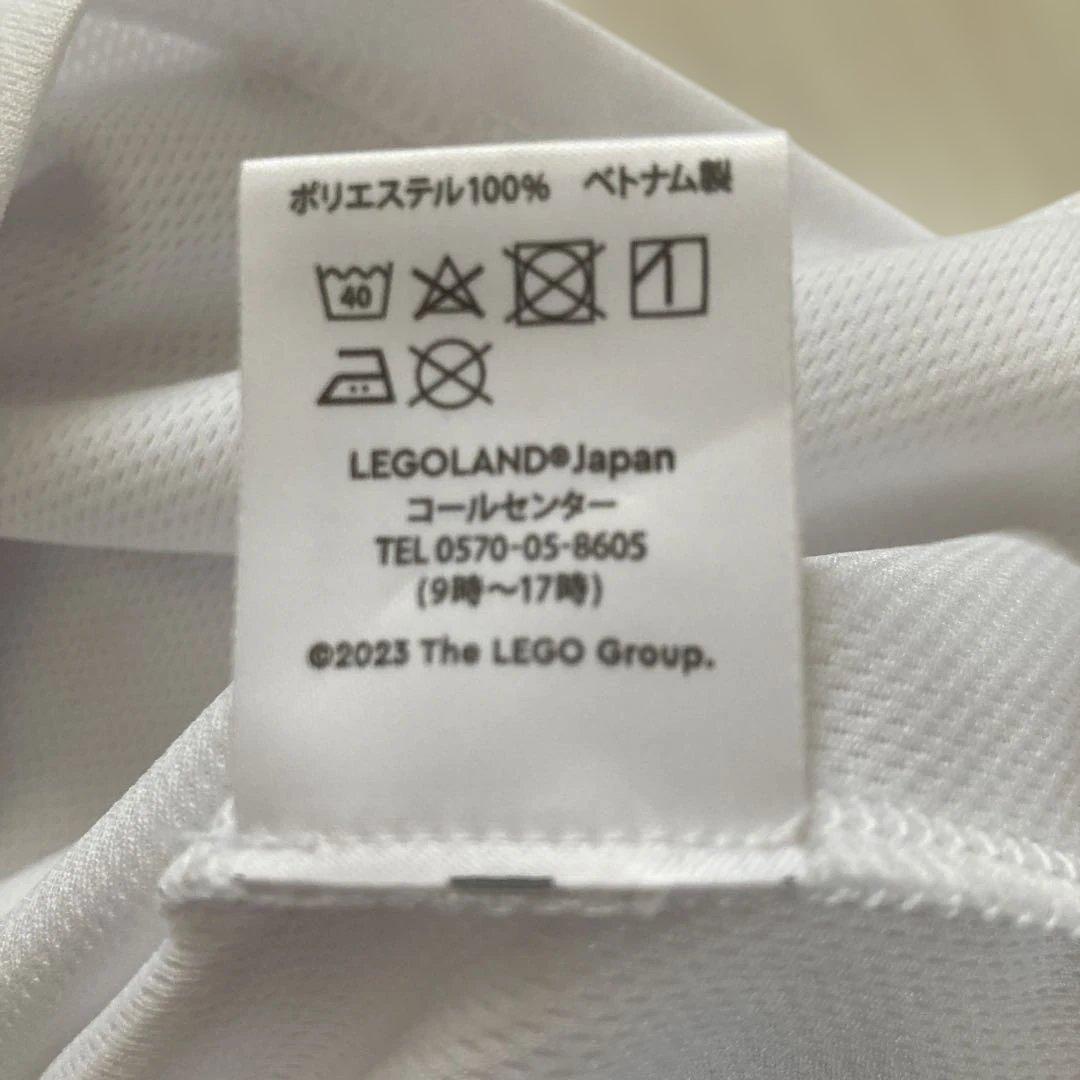 ポリエステル100% ベトナム製
40
LEGOLAND®Japan
コールセンター
TEL 0570-05-8605
(9時～17時)
©2023 The LEGO Group.